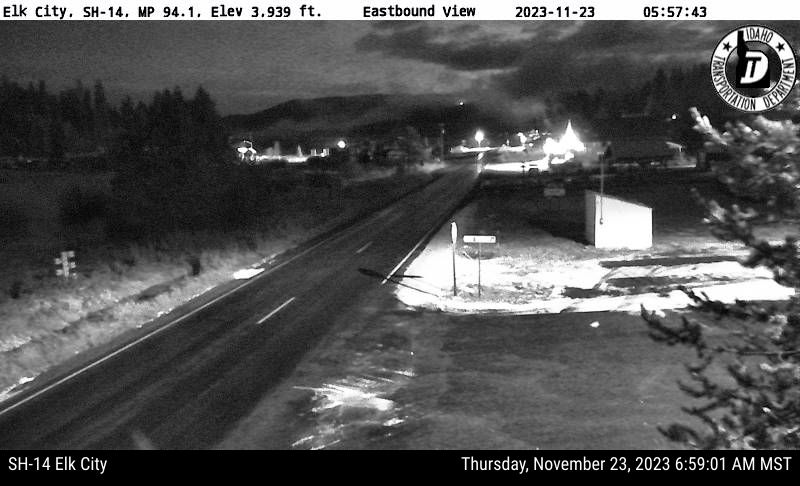 Elk City, SH-14, MP 94.1, Elev 3,939 ft. Eastbound View 2023-11-23 05:57:43
IDAHO
TRANSPORTATION DEPARTMENT
SH-14 Elk City Thursday, November 23, 2023 6:59:01 AM MST